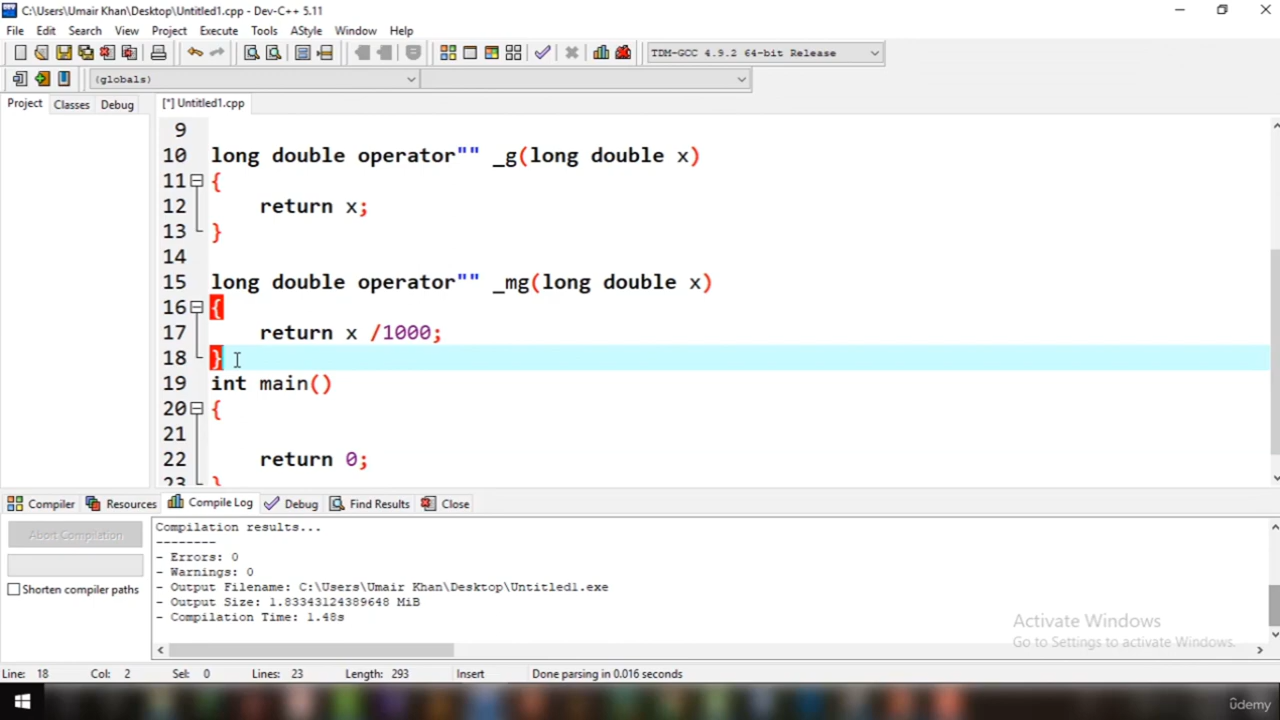 C:\Users\Umair Khan\Desktop\Untitled1.cpp - Dev-C++ 5.11
File Edit Search View Project Execute Tools AStyle Window Help
TDM-GCC 4.9.2 64-bit Release
(globals)
Project Classes Debug [*] Untitled1.cpp
9
10 long double operator"" _g(long double x)
11 {
12 return x;
13 }
14
15 long double operator"" _mg(long double x)
16 {
17 return x /1000;
18 }
19 int main()
20 {
21
22 return 0;
23 }
Compiler Resources Compile Log Debug Find Results Close
Abort Compilation
Shorten compiler paths
Compilation results...
--------
- Errors: 0
- Warnings: 0
- Output Filename: C:\Users\Umair Khan\Desktop\Untitled1.exe
- Output Size: 1.83343124389648 MiB
- Compilation Time: 1.48s
Activate Windows
Go to Settings to activate Windows.
Line: 18 Col: 2 Sel: 0 Lines: 23 Length: 293 Insert Done parsing in 0.016 seconds
ûdemy